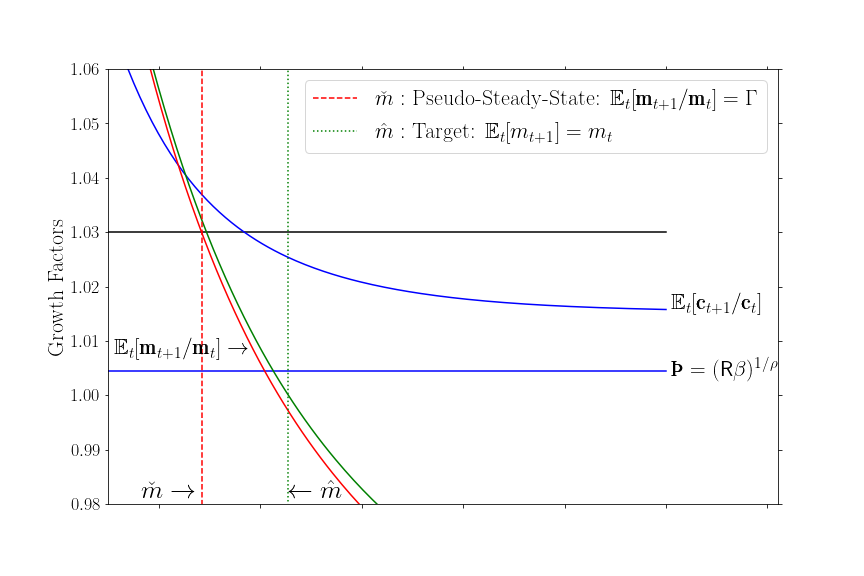 1.06
m̌ : Pseudo-Steady-State: 𝔼ₜ[𝐦ₜ₊₁/𝐦ₜ] = Γ
1.05
m̂ : Target: 𝔼ₜ[mₜ₊₁] = mₜ
1.04
1.03
1.02
𝔼ₜ[𝐜ₜ₊₁/𝐜ₜ]
Growth Factors
1.01
𝔼ₜ[𝐦ₜ₊₁/𝐦ₜ] →
Þ = (Rβ)^{1/ρ}
1.00
0.99
0.98
m̌ →
← m̂